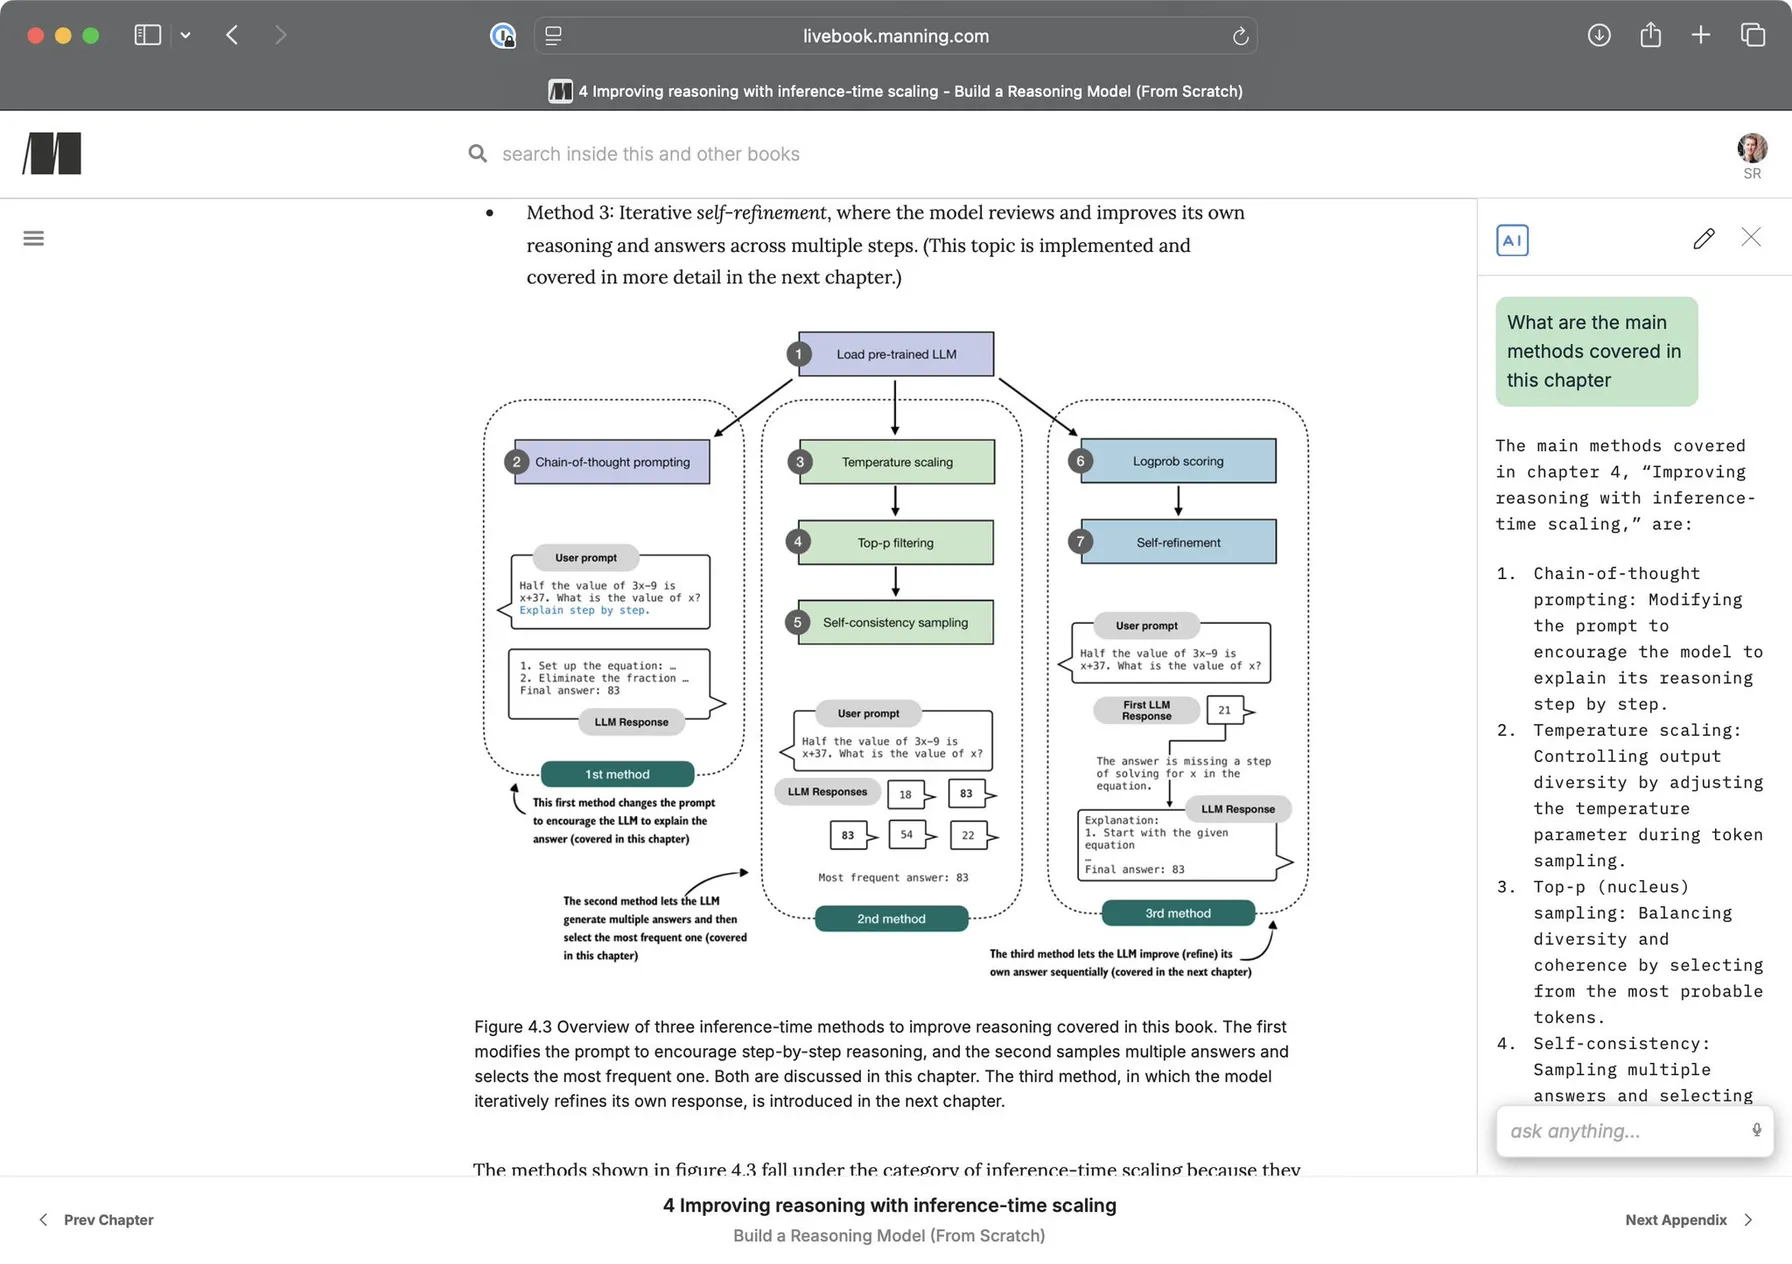 livebook.manning.com
4 Improving reasoning with inference-time scaling - Build a Reasoning Model (From Scratch)
search inside this and other books
SR
• Method 3: Iterative self-refinement, where the model reviews and improves its own
reasoning and answers across multiple steps. (This topic is implemented and
covered in more detail in the next chapter.)
1 Load pre-trained LLM
2 Chain-of-thought prompting
User prompt
Half the value of 3x-9 is
x+37. What is the value of x?
Explain step by step.
1. Set up the equation: …
2. Eliminate the fraction …
Final answer: 83
LLM Response
1st method
This first method changes the prompt
to encourage the LLM to explain the
answer (covered in this chapter)
3 Temperature scaling
4 Top-p filtering
5 Self-consistency sampling
User prompt
Half the value of 3x-9 is
x+37. What is the value of x?
LLM Responses
18
83
83
54
22
Most frequent answer: 83
2nd method
The second method lets the LLM
generate multiple answers and then
select the most frequent one (covered
in this chapter)
6 Logprob scoring
7 Self-refinement
User prompt
Half the value of 3x-9 is
x+37. What is the value of x?
First LLM
Response
21
The answer is missing a step
of solving for x in the
equation.
LLM Response
Explanation:
1. Start with the given
equation
…
Final answer: 83
3rd method
The third method lets the LLM improve (refine) its
own answer sequentially (covered in the next chapter)
Figure 4.3 Overview of three inference-time methods to improve reasoning covered in this book. The first
modifies the prompt to encourage step-by-step reasoning, and the second samples multiple answers and
selects the most frequent one. Both are discussed in this chapter. The third method, in which the model
iteratively refines its own response, is introduced in the next chapter.
The methods shown in figure 4.3 fall under the category of inference-time scaling because they
AI
What are the main
methods covered in
this chapter
The main methods covered
in chapter 4, “Improving
reasoning with inference-
time scaling,” are:
1. Chain-of-thought
prompting: Modifying
the prompt to
encourage the model to
explain its reasoning
step by step.
2. Temperature scaling:
Controlling output
diversity by adjusting
the temperature
parameter during token
sampling.
3. Top-p (nucleus)
sampling: Balancing
diversity and
coherence by selecting
from the most probable
tokens.
4. Self-consistency:
Sampling multiple
answers and selecting
ask anything...
Prev Chapter
4 Improving reasoning with inference-time scaling
Build a Reasoning Model (From Scratch)
Next Appendix